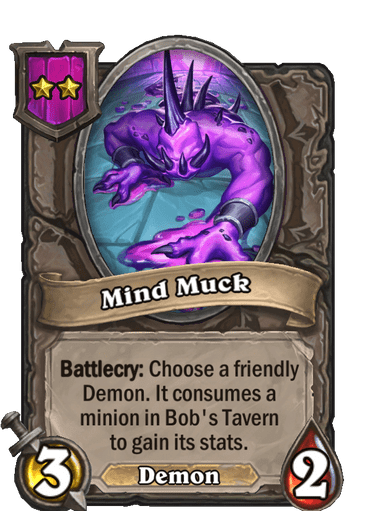 Mind Muck
Battlecry: Choose a friendly
Demon. It consumes a
minion in Bob's Tavern
to gain its stats.
3
Demon
2